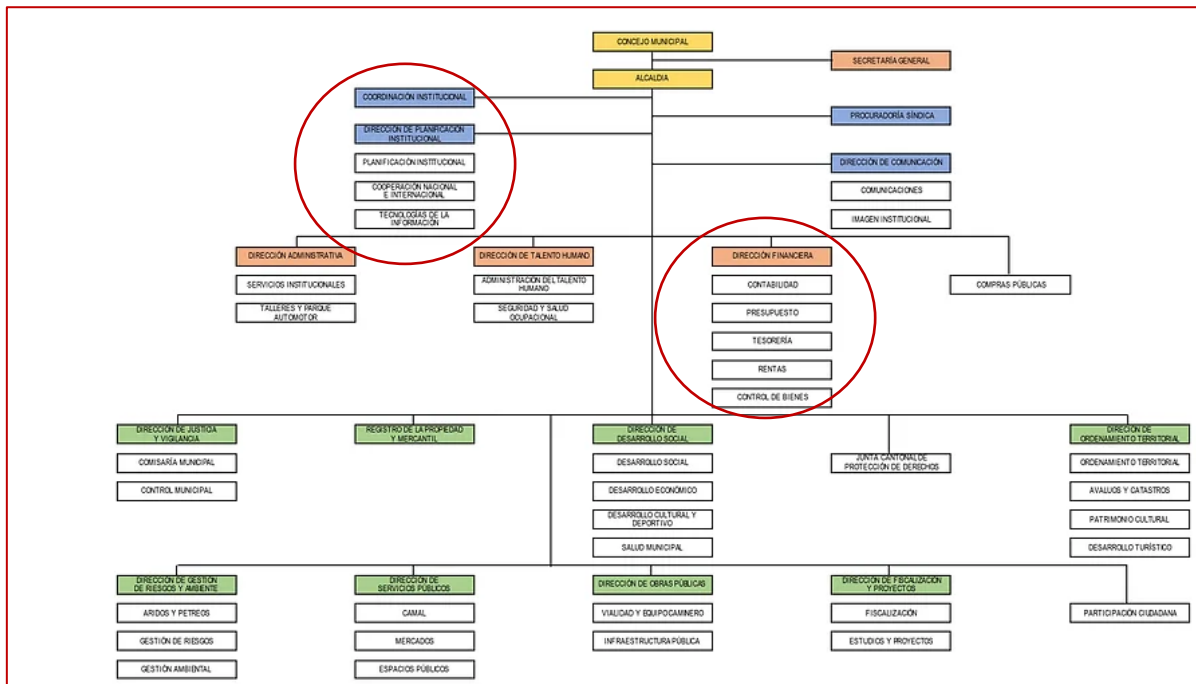 CONCEJO MUNICIPAL
SECRETARÍA GENERAL
ALCALDIA
COORDINACIÓN INSTITUCIONAL
PROCURADORÍA SÍNDICA
DIRECCIÓN DE PLANIFICACIÓN
INSTITUCIONAL
PLANIFICACIÓN INSTITUCIONAL
COOPERACIÓN NACIONAL
E INTERNACIONAL
TECNOLOGÍAS DE LA
INFORMACIÓN
DIRECCIÓN DE COMUNICACIÓN
COMUNICACIONES
IMAGEN INSTITUCIONAL
DIRECCIÓN ADMINISTRATIVA
SERVICIOS INSTITUCIONALES
TALLERES Y PARQUE
AUTOMOTOR
DIRECCIÓN DE TALENTO HUMANO
ADMINISTRACIÓN DEL TALENTO
HUMANO
SEGURIDAD Y SALUD
OCUPACIONAL
DIRECCIÓN FINANCIERA
CONTABILIDAD
PRESUPUESTO
TESORERÍA
RENTAS
CONTROL DE BIENES
COMPRAS PÚBLICAS
DIRECCIÓN DE JUSTICIA
Y VIGILANCIA
COMISARÍA MUNICIPAL
CONTROL MUNICIPAL
REGISTRO DE LA PROPIEDAD
Y MERCANTIL
DIRECCIÓN DE
DESARROLLO SOCIAL
DESARROLLO SOCIAL
DESARROLLO ECONÓMICO
DESARROLLO CULTURAL Y
DEPORTIVO
SALUD MUNICIPAL
JUNTA CANTONAL DE
PROTECCIÓN DE DERECHOS
DIRECIÓN DE
ORDENAMIENTO TERRITORIAL
ORDENAMIENTO TERRITORIAL
AVALUOS Y CATASTROS
PATRIMONIO CULTURAL
DESARROLLO TURÍSTICO
DIRECCIÓN DE GESTIÓN
DE RIESGOS Y AMBIENTE
ARIDOS Y PETREOS
GESTIÓN DE RIESGOS
GESTIÓN AMBIENTAL
DIRECCIÓN DE
SERVICIOS PÚBLICOS
CAMAL
MERCADOS
ESPACIOS PÚBLICOS
DIRECCIÓN DE OBRAS PÚBLICAS
VIALIDAD Y EQUIPO CAMINERO
INFRAESTRUCTURA PÚBLICA
DIRECCIÓN DE FISCALIZACIÓN
Y PROYECTOS
FISCALIZACIÓN
ESTUDIOS Y PROYECTOS
PARTICIPACIÓN CIUDADANA